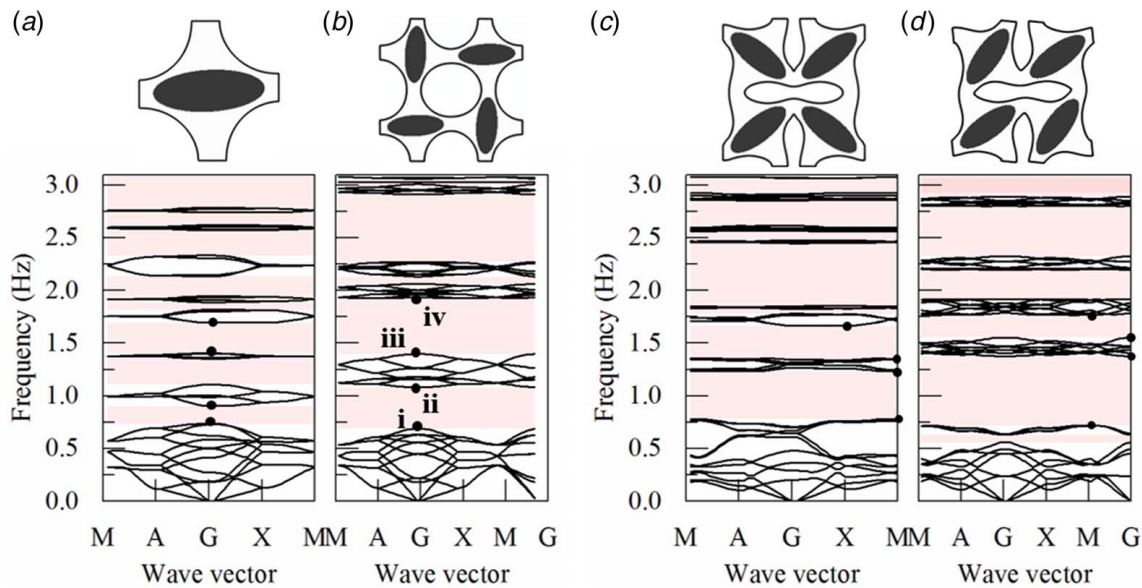 (a) (b) (c) (d)
3.0
2.5
2.0
1.5
1.0
0.5
0.0
Frequency (Hz)
M A G X M
Wave vector
iv
iii
ii
i
M A G X M G
Wave vector
3.0
2.5
2.0
1.5
1.0
0.5
0.0
Frequency (Hz)
M A G X M
Wave vector
M A G X M G
Wave vector